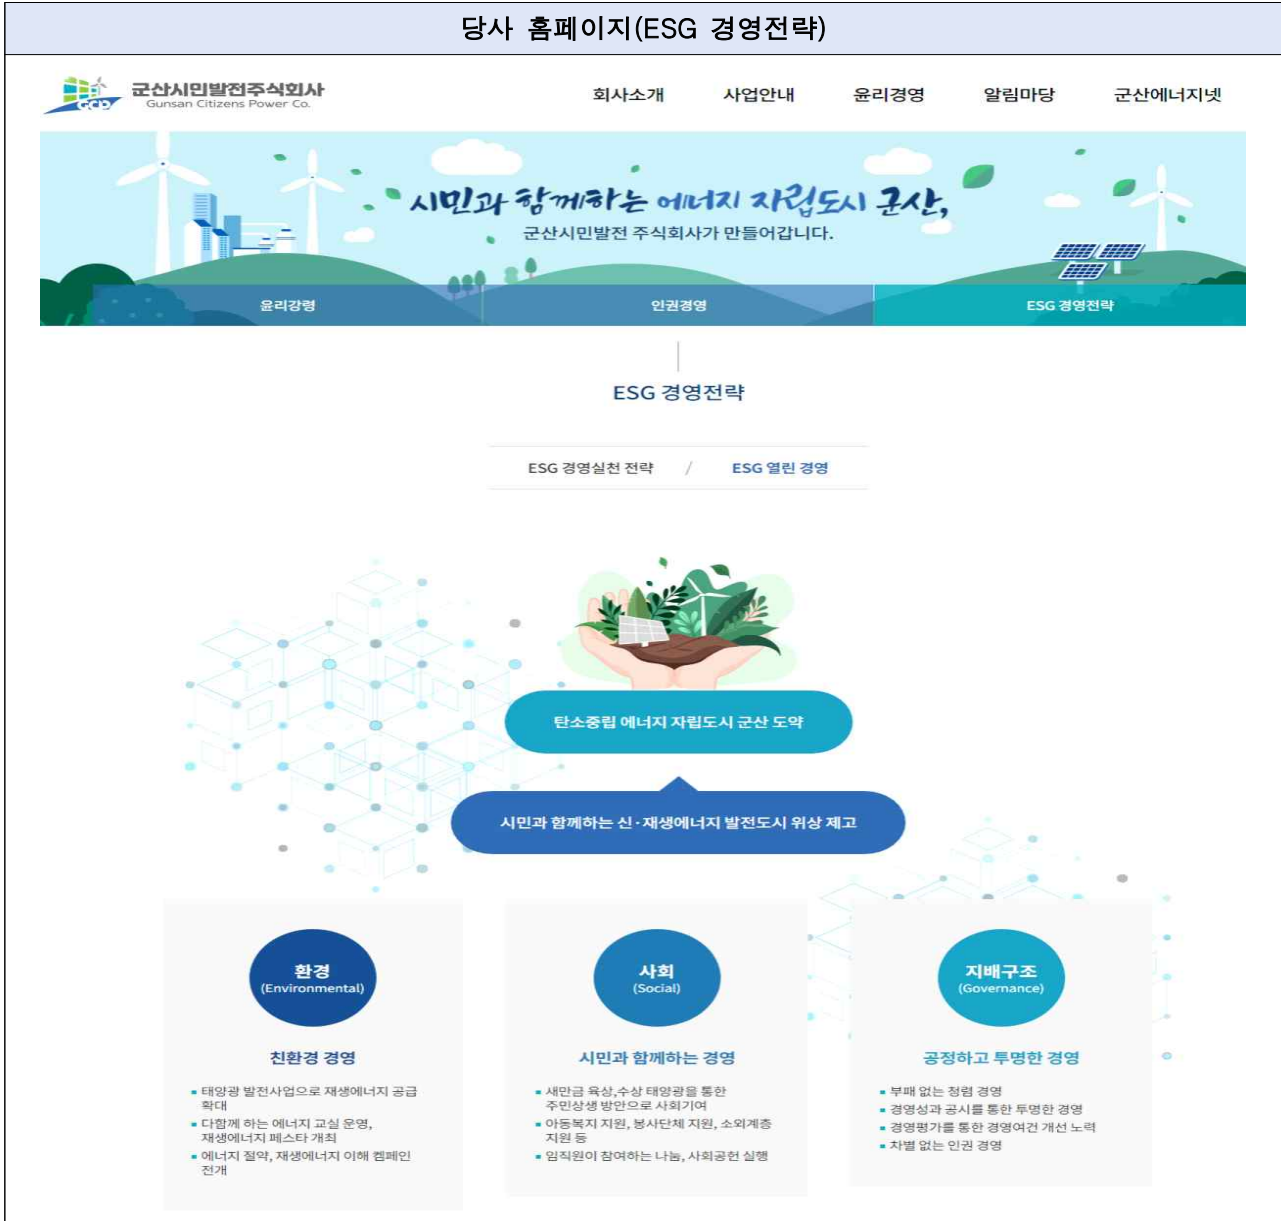 당사 홈페이지(ESG 경영전략)
GCP
군산시민발전주식회사
Gunsan Citizens Power Co.
회사소개 사업안내 윤리경영 알림마당 군산에너지넷
시민과 함께하는 에너지 자립도시 군산,
군산시민발전 주식회사가 만들어갑니다.
윤리강령 인권경영 ESG 경영전략
ESG 경영전략
ESG 경영실천 전략 / ESG 열린 경영
탄소중립 에너지 자립도시 군산 도약
시민과 함께하는 신·재생에너지 발전도시 위상 제고
환경
(Environmental)
친환경 경영
태양광 발전사업으로 재생에너지 공급
확대
다함께 하는 에너지 교실 운영,
재생에너지 페스타 개최
에너지 절약, 재생에너지 이해 켐페인
전개
사회
(Social)
시민과 함께하는 경영
새만금 육상,수상 태양광을 통한
주민상생 방안으로 사회기여
아동복지 지원, 봉사단체 지원, 소외계층
지원 등
임직원이 참여하는 나눔, 사회공헌 실행
지배구조
(Governance)
공정하고 투명한 경영
부패 없는 청렴 경영
경영성과 공시를 통한 투명한 경영
경영평가를 통한 경영여건 개선 노력
차별 없는 인권 경영